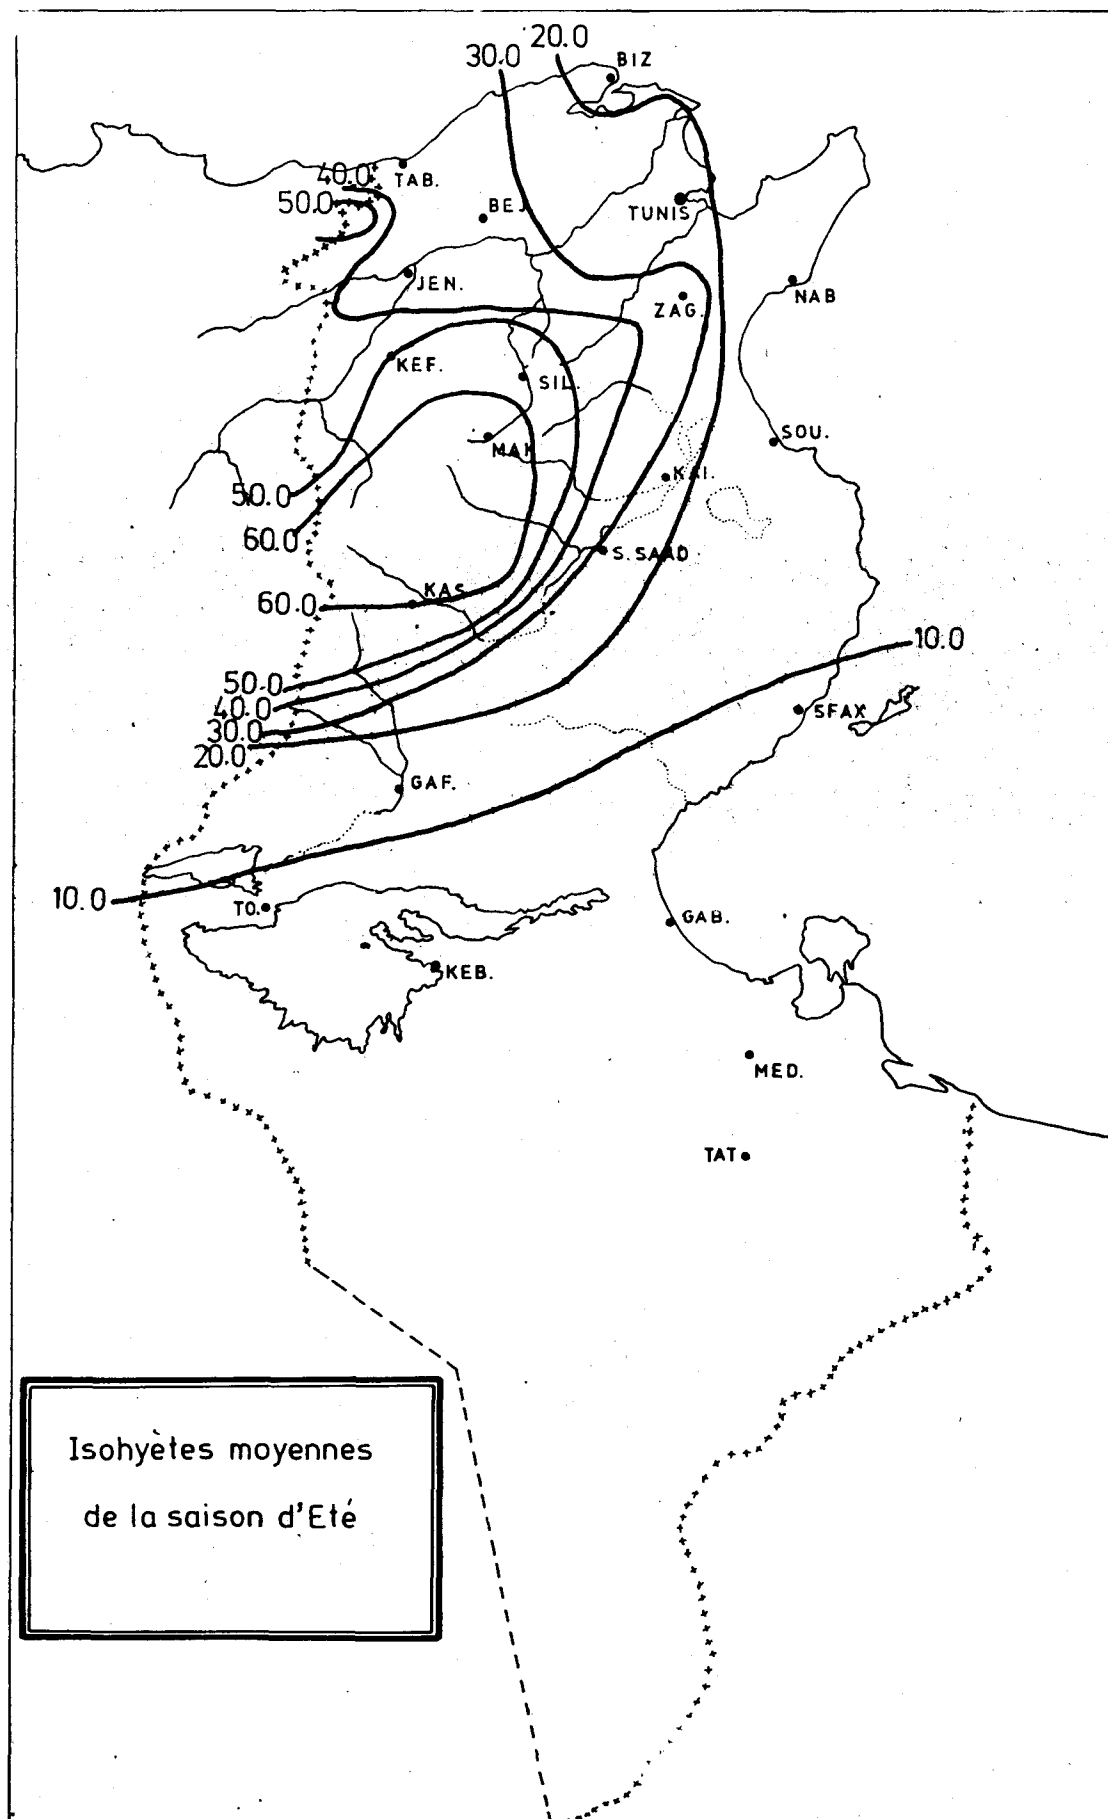 20.0
30.0
BIZ
40.0
TAB.
50.0
BEJ
TUNIS
JEN.
NAB
ZAG.
KEF.
SIL.
SOU.
MAK
KAI.
50.0
60.0
S.SAAD
KAS
60.0
10.0
50.0
40.0
SFAX
30.0
20.0
GAF.
10.0
TO.
GAB.
KEB.
MED.
TAT
Isohyètes moyennes
de la saison d'Eté